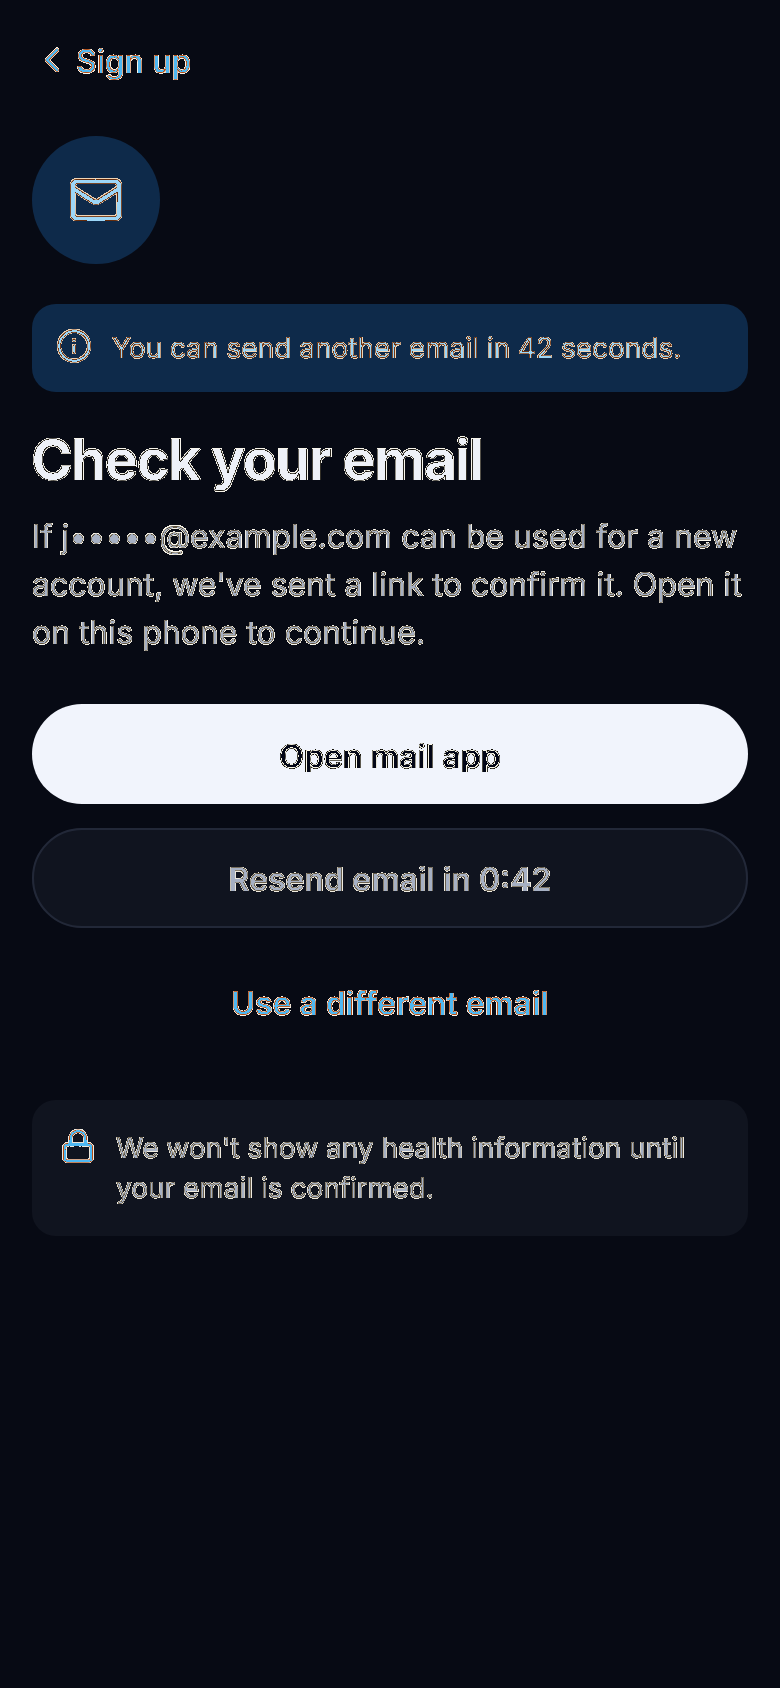 Sign up
You can send another email in 42 seconds.
Check your email
If j•••••@example.com can be used for a new
account, we've sent a link to confirm it. Open it
on this phone to continue.
Open mail app
Resend email in 0:42
Use a different email
We won't show any health information until
your email is confirmed.